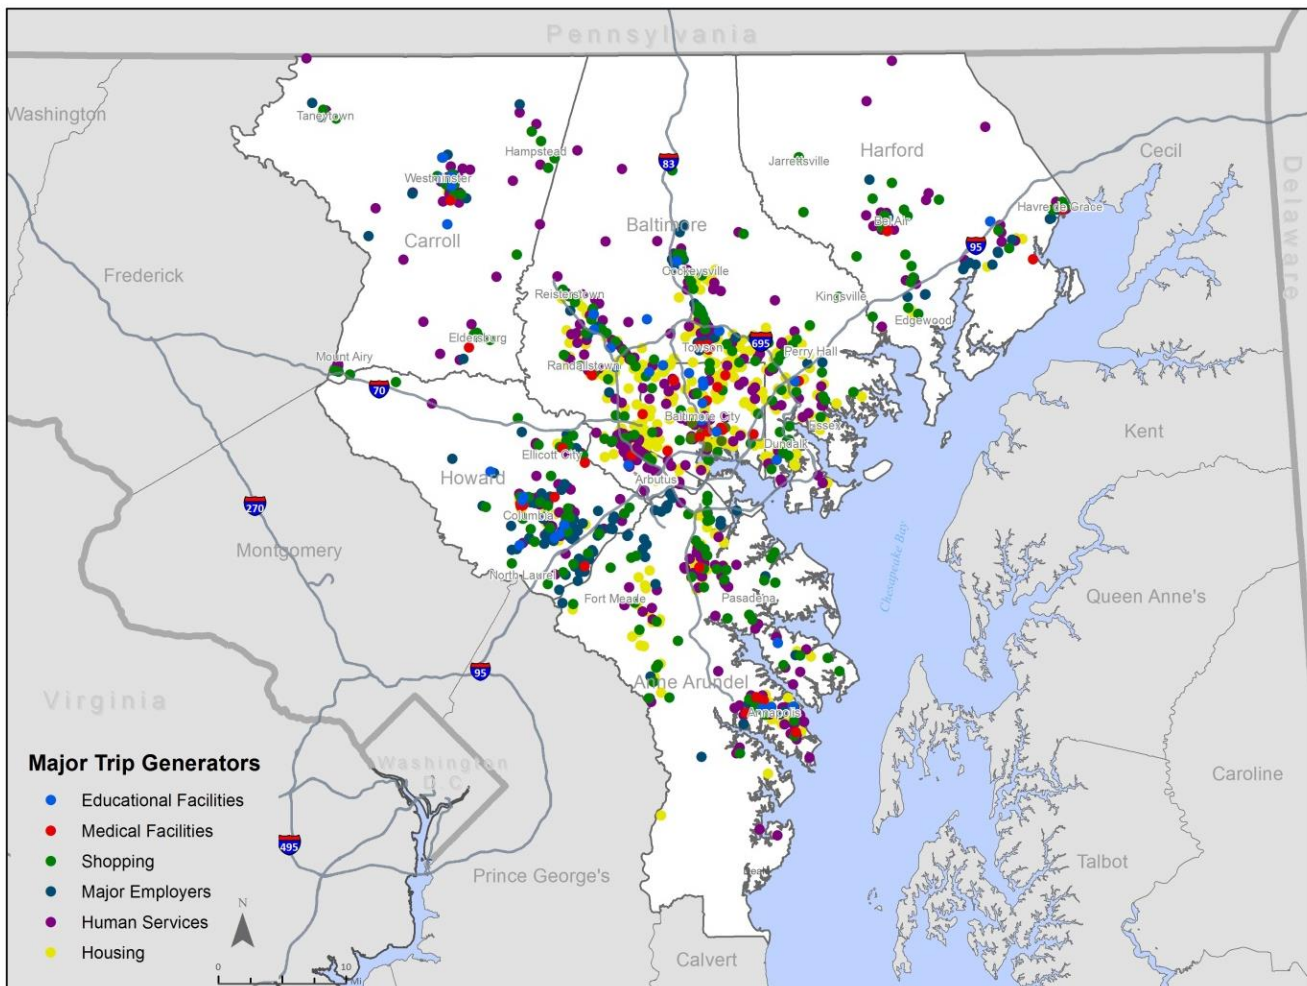 Pennsylvania
Washington
Taneytown
Hampstead
83
Jarrettsville
Harford
Cecil
Delaware
Westminster
Bel Air
Havre de Grace
Carroll
Baltimore
95
Frederick
Cockeysville
Reisterstown
Kingsville
Edgewood
Eldersburg
Towson
695
Perry Hall
Mount Airy
Randallstown
70
Baltimore City
Essex
Kent
Dundalk
Ellicott City
Howard
Arbutus
270
Columbia
Montgomery
Chesapeake Bay
North Laurel
Fort Meade
Pasadena
Queen Anne's
95
Anne Arundel
Virginia
Annapolis
Major Trip Generators
Washington
D.C.
Caroline
Educational Facilities
Medical Facilities
495
Shopping
Talbot
Prince George's
Deale
Major Employers
Human Services
N
Housing
Calvert
0 10
Mi